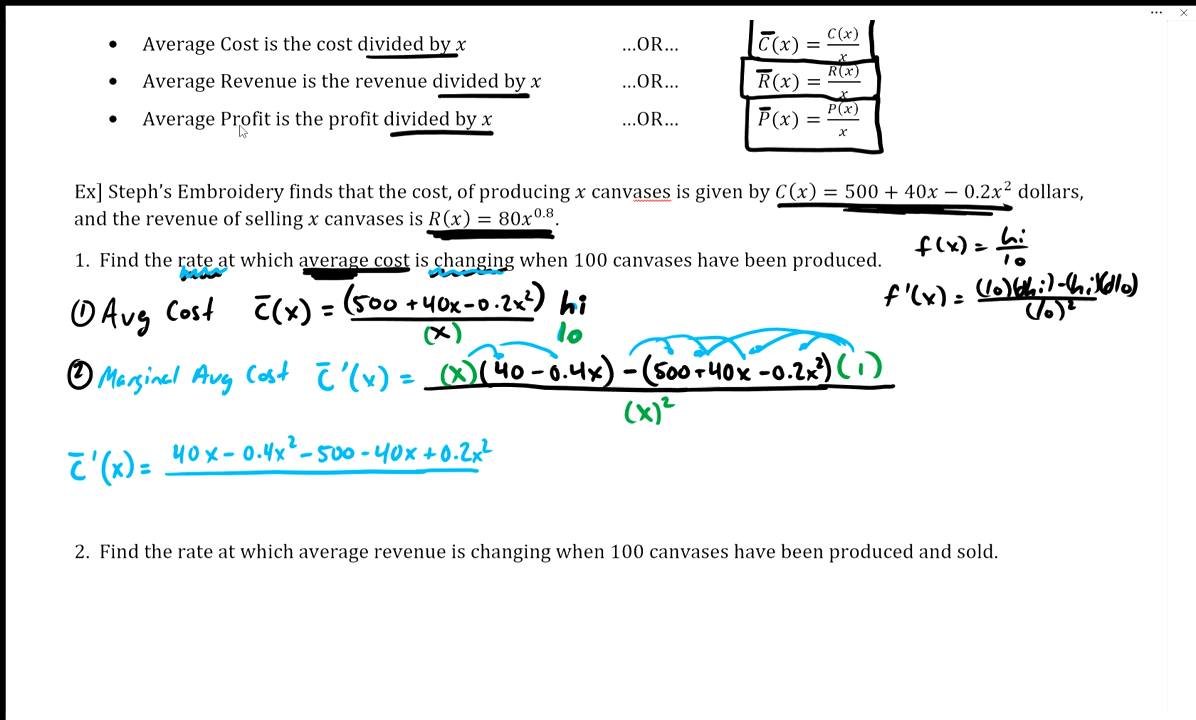 • Average Cost is the cost divided by x ...OR... C̅(x) = C(x)/x
• Average Revenue is the revenue divided by x ...OR... R̅(x) = R(x)/x
• Average Profit is the profit divided by x ...OR... P̅(x) = P(x)/x
Ex] Steph's Embroidery finds that the cost, of producing x canvases is given by C(x) = 500 + 40x − 0.2x² dollars,
and the revenue of selling x canvases is R(x) = 80x^0.8.
f(x) = hi/lo
1. Find the rate at which average cost is changing when 100 canvases have been produced.
f'(x) = (lo)(dhi)-(hi)(dlo)/(lo)²
① Avg Cost C̅(x) = (500 + 40x - 0.2x²)/(x) hi lo
② Marginal Avg Cost C̅'(x) = (x)(40 - 0.4x) - (500 + 40x - 0.2x²)(1)/(x)²
C̅'(x) = 40x - 0.4x² - 500 - 40x + 0.2x²
2. Find the rate at which average revenue is changing when 100 canvases have been produced and sold.